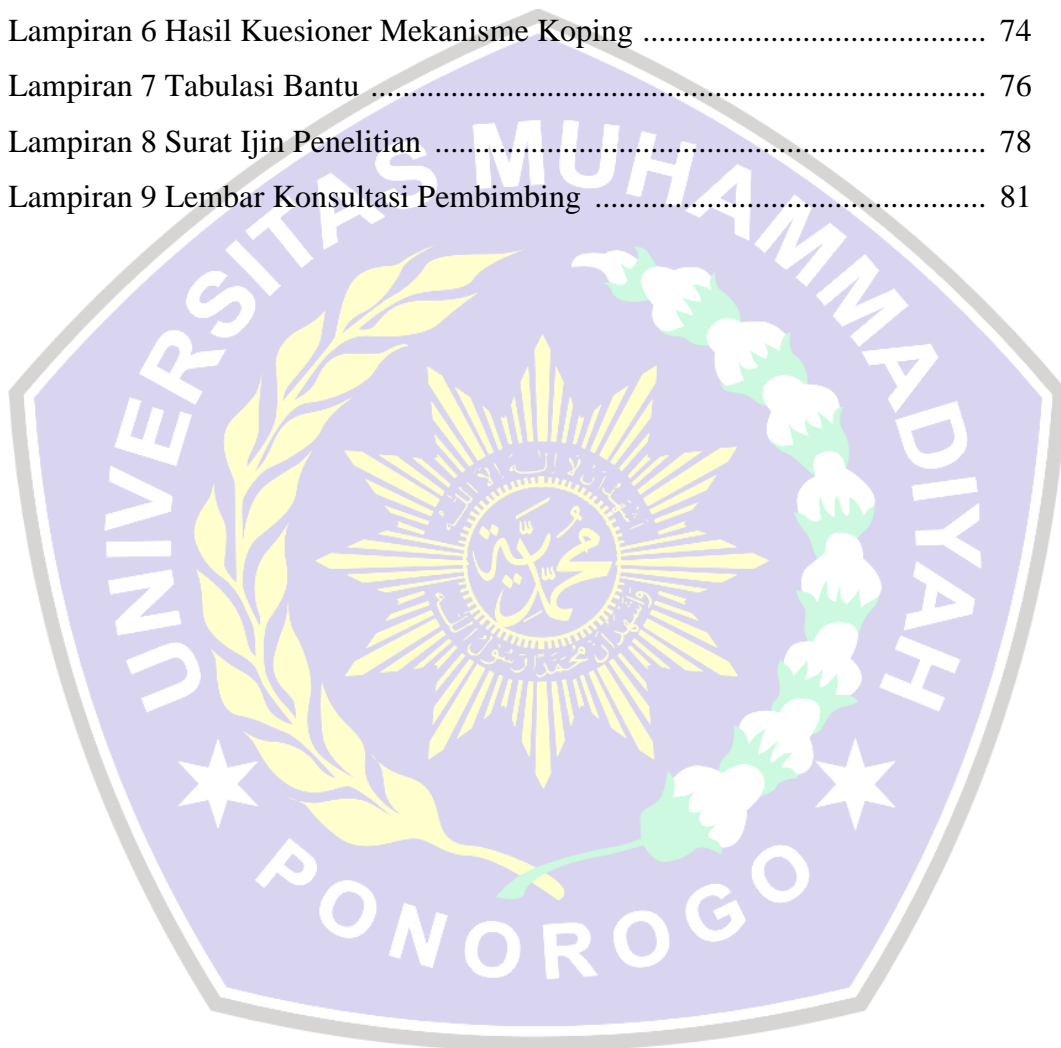 Lampiran 6 Hasil Kuesioner Mekanisme Koping ........................................... 74
Lampiran 7 Tabulasi Bantu ............................................................................. 76
Lampiran 8 Surat Ijin Penelitian ..................................................................... 78
Lampiran 9 Lembar Konsultasi Pembimbing ................................................. 81
UNIVERSITAS MUHAMMADIYAH
محمدية
PONOROGO